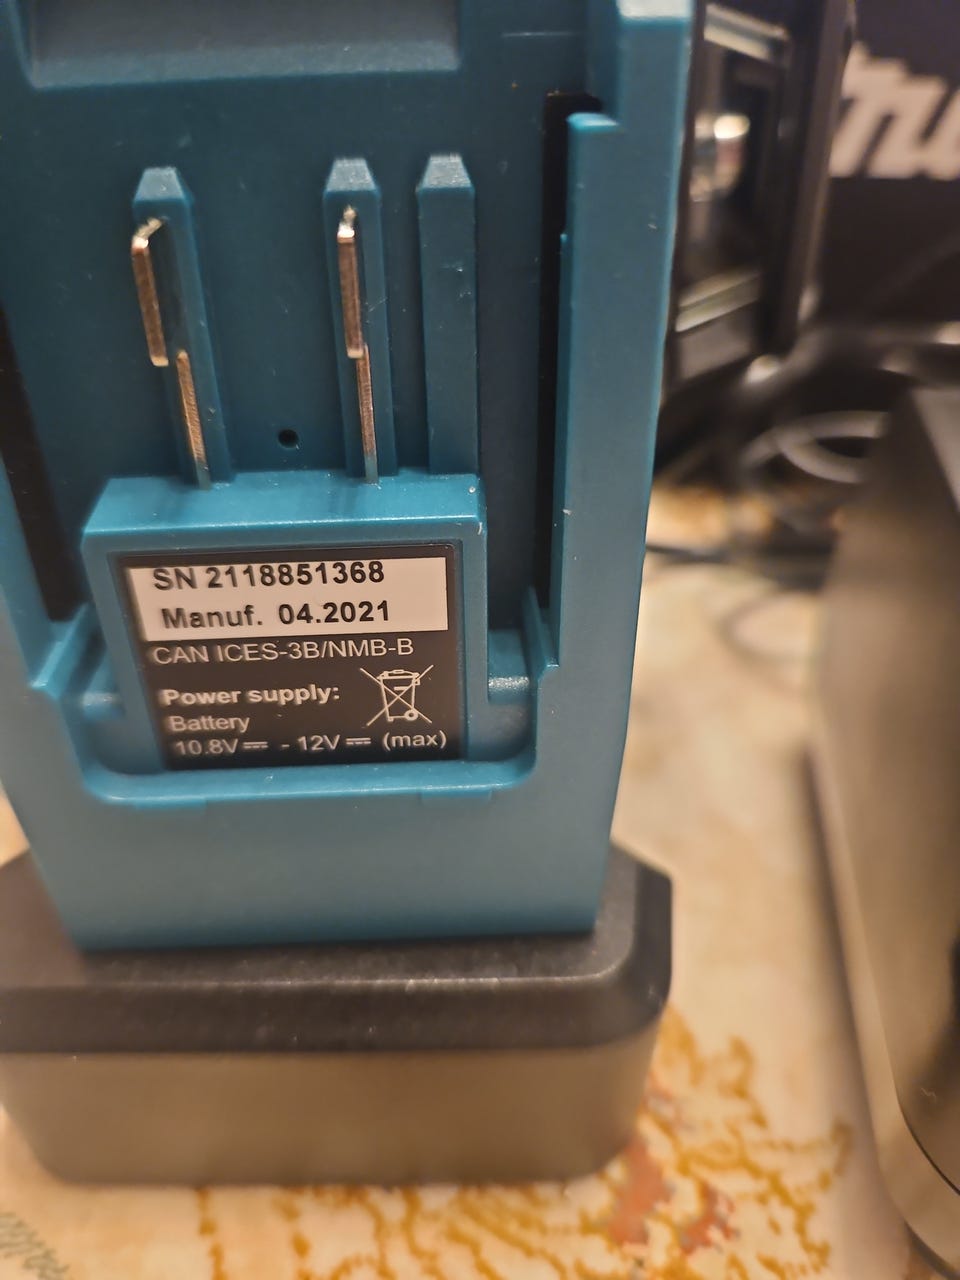 SN 2118851368
Manuf. 04.2021
CAN ICES-3B/NMB-B
Power supply:
Battery
10.8V⎓ - 12V⎓ (max)